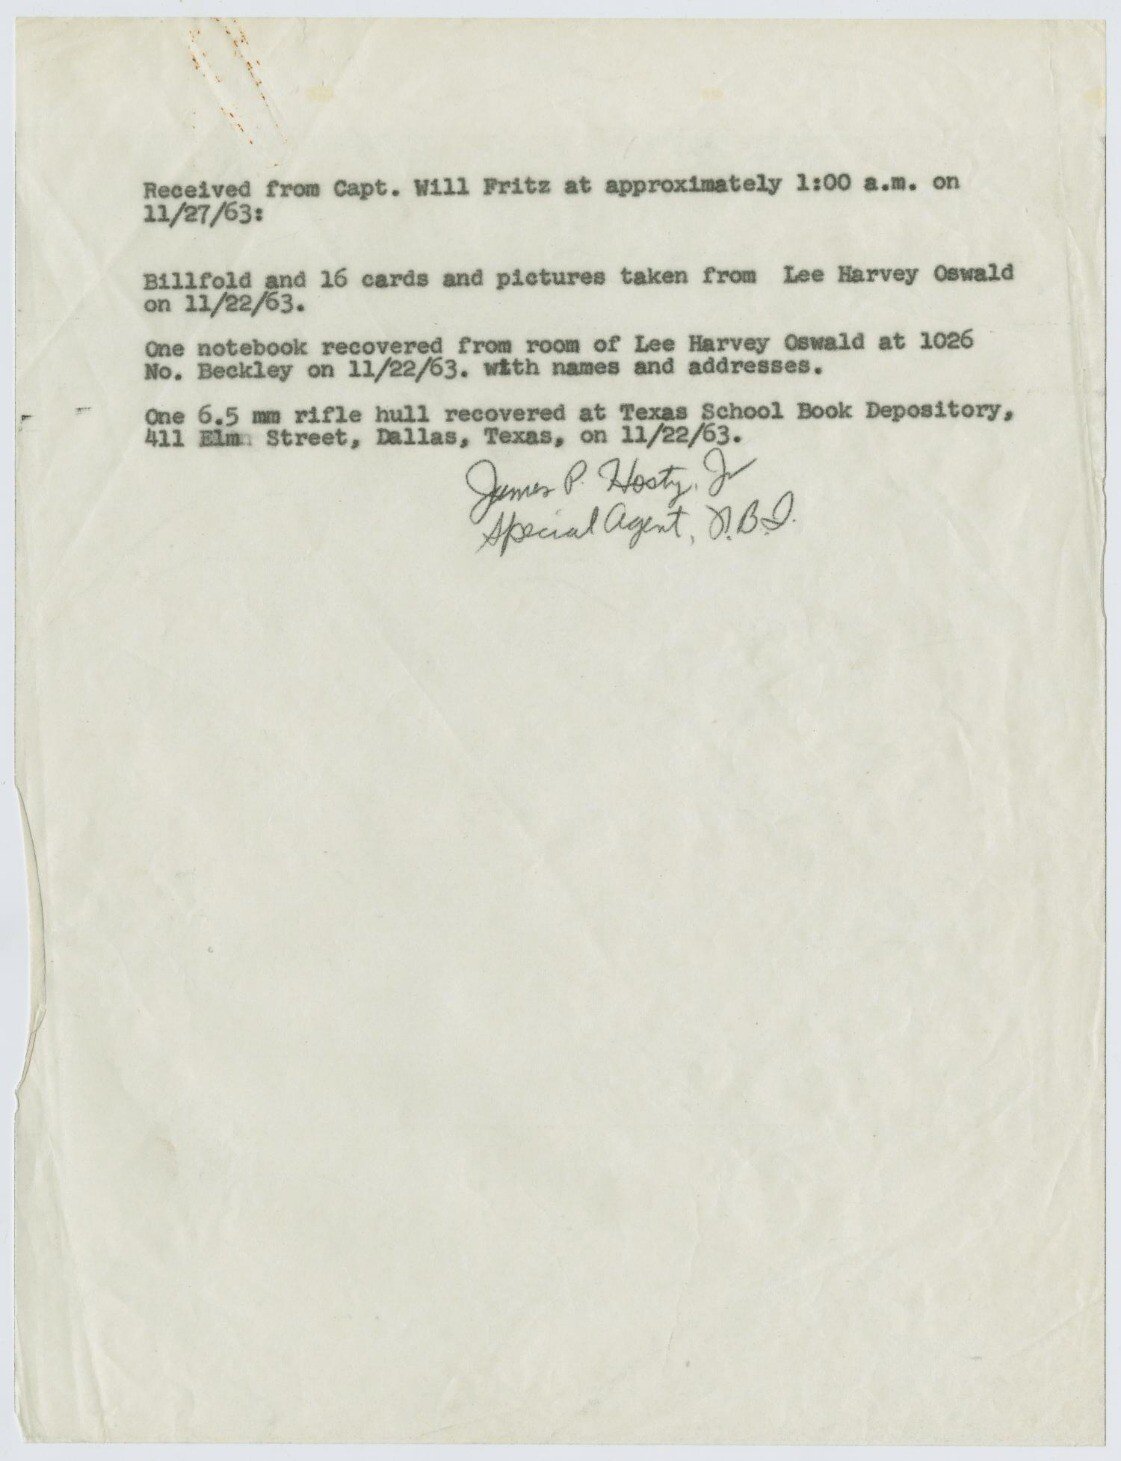 Received from Capt. Will Fritz at approximately 1:00 a.m. on
11/27/63:
Billfold and 16 cards and pictures taken from Lee Harvey Oswald
on 11/22/63.
One notebook recovered from room of Lee Harvey Oswald at 1026
No. Beckley on 11/22/63. with names and addresses.
One 6.5 mm rifle hull recovered at Texas School Book Depository,
411 Elm Street, Dallas, Texas, on 11/22/63.
James P. Hosty, Jr
Special Agent, F.B.I.